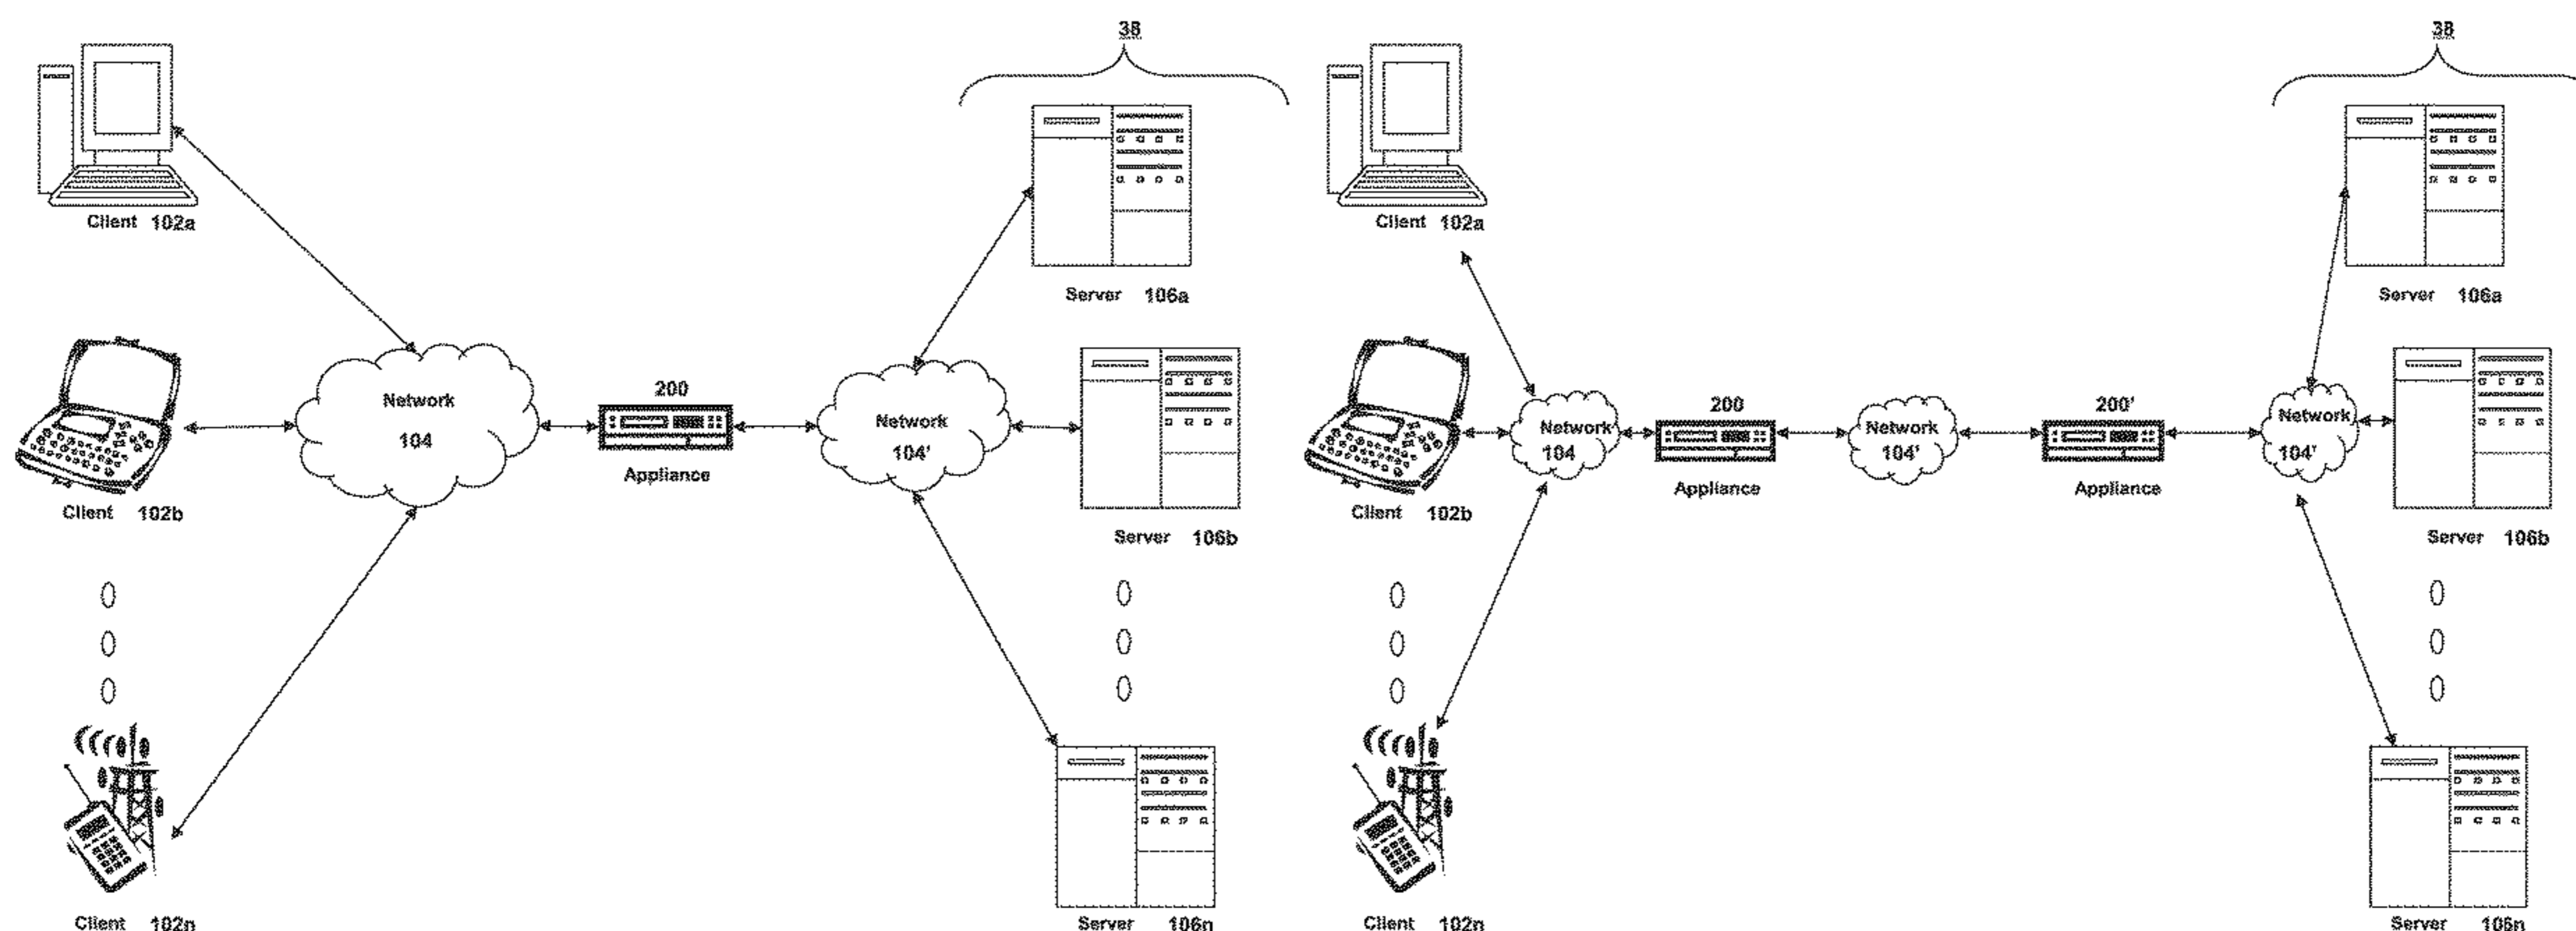 38
Client 102a
Server 106a
Network
104
200
Appliance
Network
104'
Client 102b
Server 106b
Client 102n
Server 106n
38
Client 102a
Server 106a
Network
104
200
Appliance
Network
104'
200'
Appliance
Network
104'
Client 102b
Server 106b
Client 102n
Server 106n